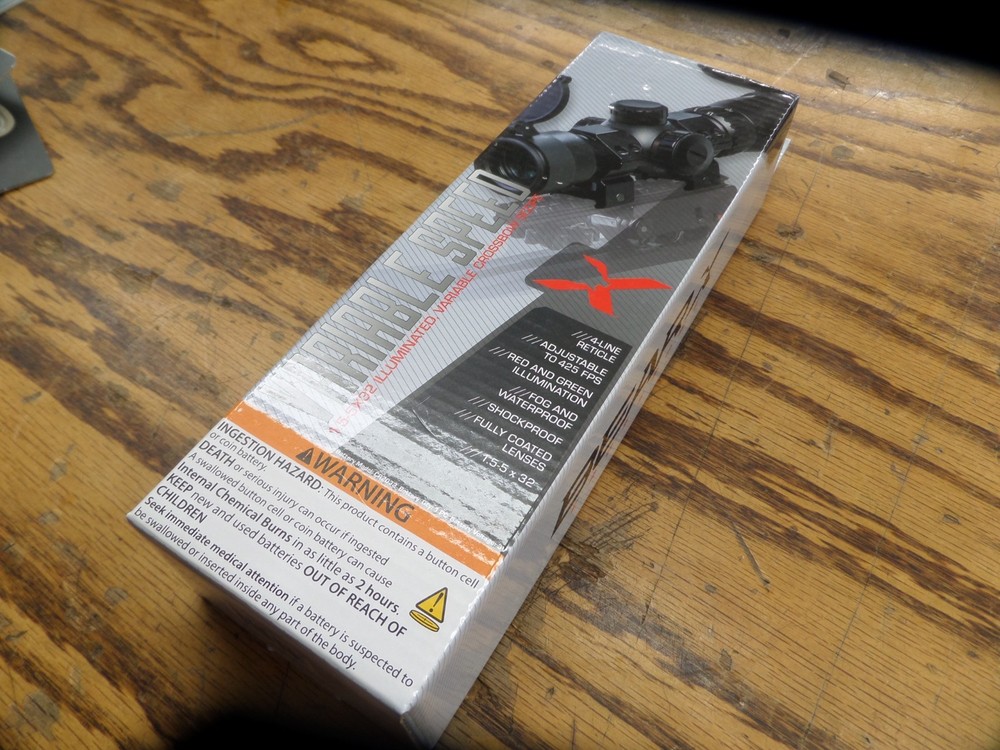 VARIABLE SPEED
1.5-5X32 ILLUMINATED, VARIABLE CROSSBOW SCOPE
///4-LINE
RETICLE
///ADJUSTABLE
TO 425 FPS
///RED AND GREEN
ILLUMINATION
///FOG AND
WATERPROOF
///SHOCKPROOF
///FULLY COATED
LENSES
///1.5-5 x 32
WARNING
INGESTION HAZARD: This product contains a button cell
or coin battery.
DEATH or serious injury can occur if ingested
A swallowed button cell or coin battery can cause
Internal Chemical Burns in as little as 2 hours.
KEEP new and used batteries OUT OF REACH OF
CHILDREN
Seek immediate medical attention if a battery is suspected to
be swallowed or inserted inside any part of the body.